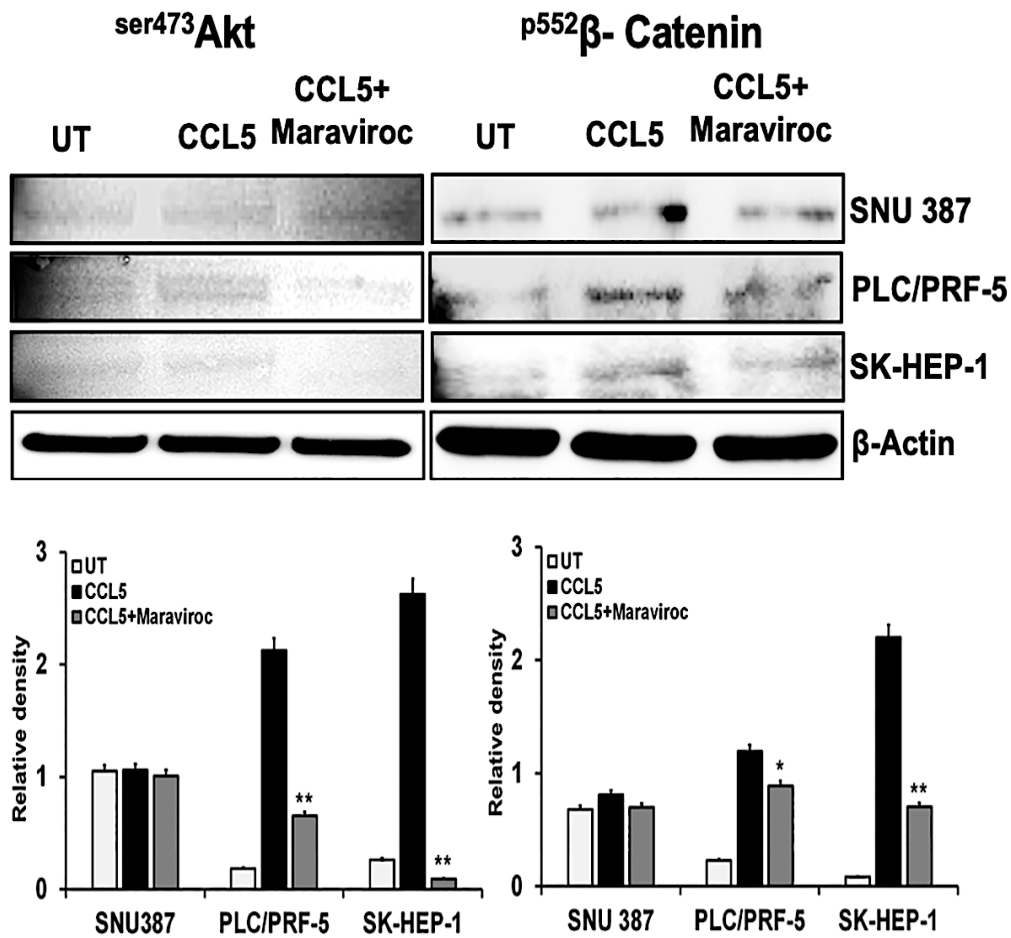 ser473Akt
p552β- Catenin
UT
CCL5
CCL5+
Maraviroc
UT
CCL5
CCL5+
Maraviroc
SNU 387
PLC/PRF-5
SK-HEP-1
β-Actin
3
2
1
0
Relative density
UT
CCL5
CCL5+Maraviroc
**
**
SNU387
PLC/PRF-5
SK-HEP-1
3
2
1
0
Relative density
UT
CCL5
CCL5+Maraviroc
*
**
SNU 387
PLC/PRF-5
SK-HEP-1